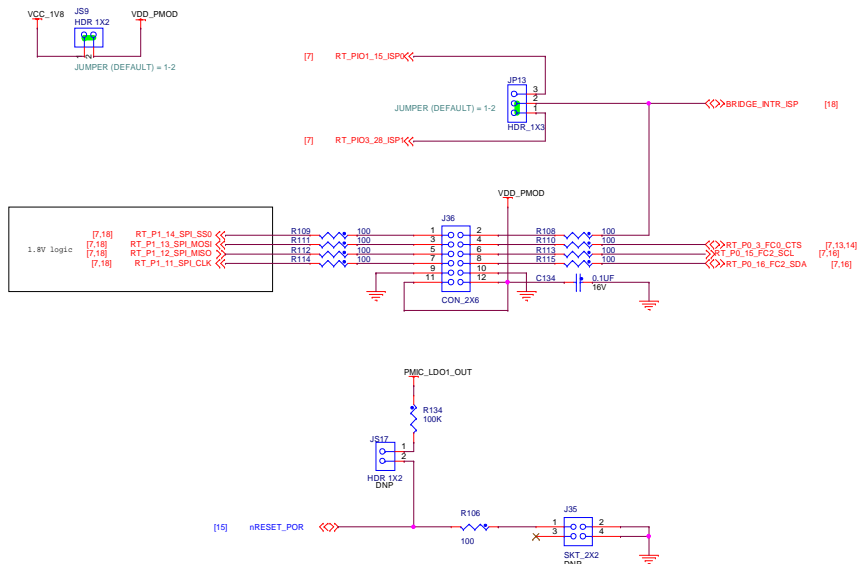 JS9
VCC_1V8
VDD_PMOD
HDR 1X2
1
2
JUMPER (DEFAULT) = 1-2
[7] RT_PIO1_15_ISP0
JP13
3
2
1
JUMPER (DEFAULT) = 1-2
BRIDGE_INTR_ISP [18]
HDR_1X3
[7] RT_PIO3_28_ISP1
VDD_PMOD
J36
1.8V logic
[7,18] RT_P1_14_SPI_SS0 R109 100 1 2 R108 100
[7,18] RT_P1_13_SPI_MOSI R111 100 3 4 R110 100 RT_P0_3_FC0_CTS [7,13,14]
[7,18] RT_P1_12_SPI_MISO R112 100 5 6 R113 100 RT_P0_15_FC2_SCL [7,16]
[7,18] RT_P1_11_SPI_CLK R114 100 7 8 R115 100 RT_P0_16_FC2_SDA [7,16]
9 10
11 12 C134 0.1UF
16V
CON_2X6
PMIC_LDO1_OUT
R134
100K
JS17
1
2
HDR 1X2
DNP
[15] nRESET_POR
R106
100
J35
1 2
3 4
SKT_2X2
DNP